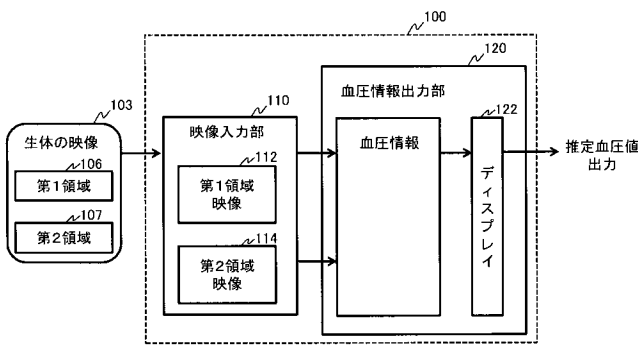 100
120
血圧情報出力部
110
映像入力部
122
103
生体の映像
106
第1領域
107
第2領域
112
第1領域
映像
114
第2領域
映像
血圧情報
ディスプレイ
推定血圧値
出力